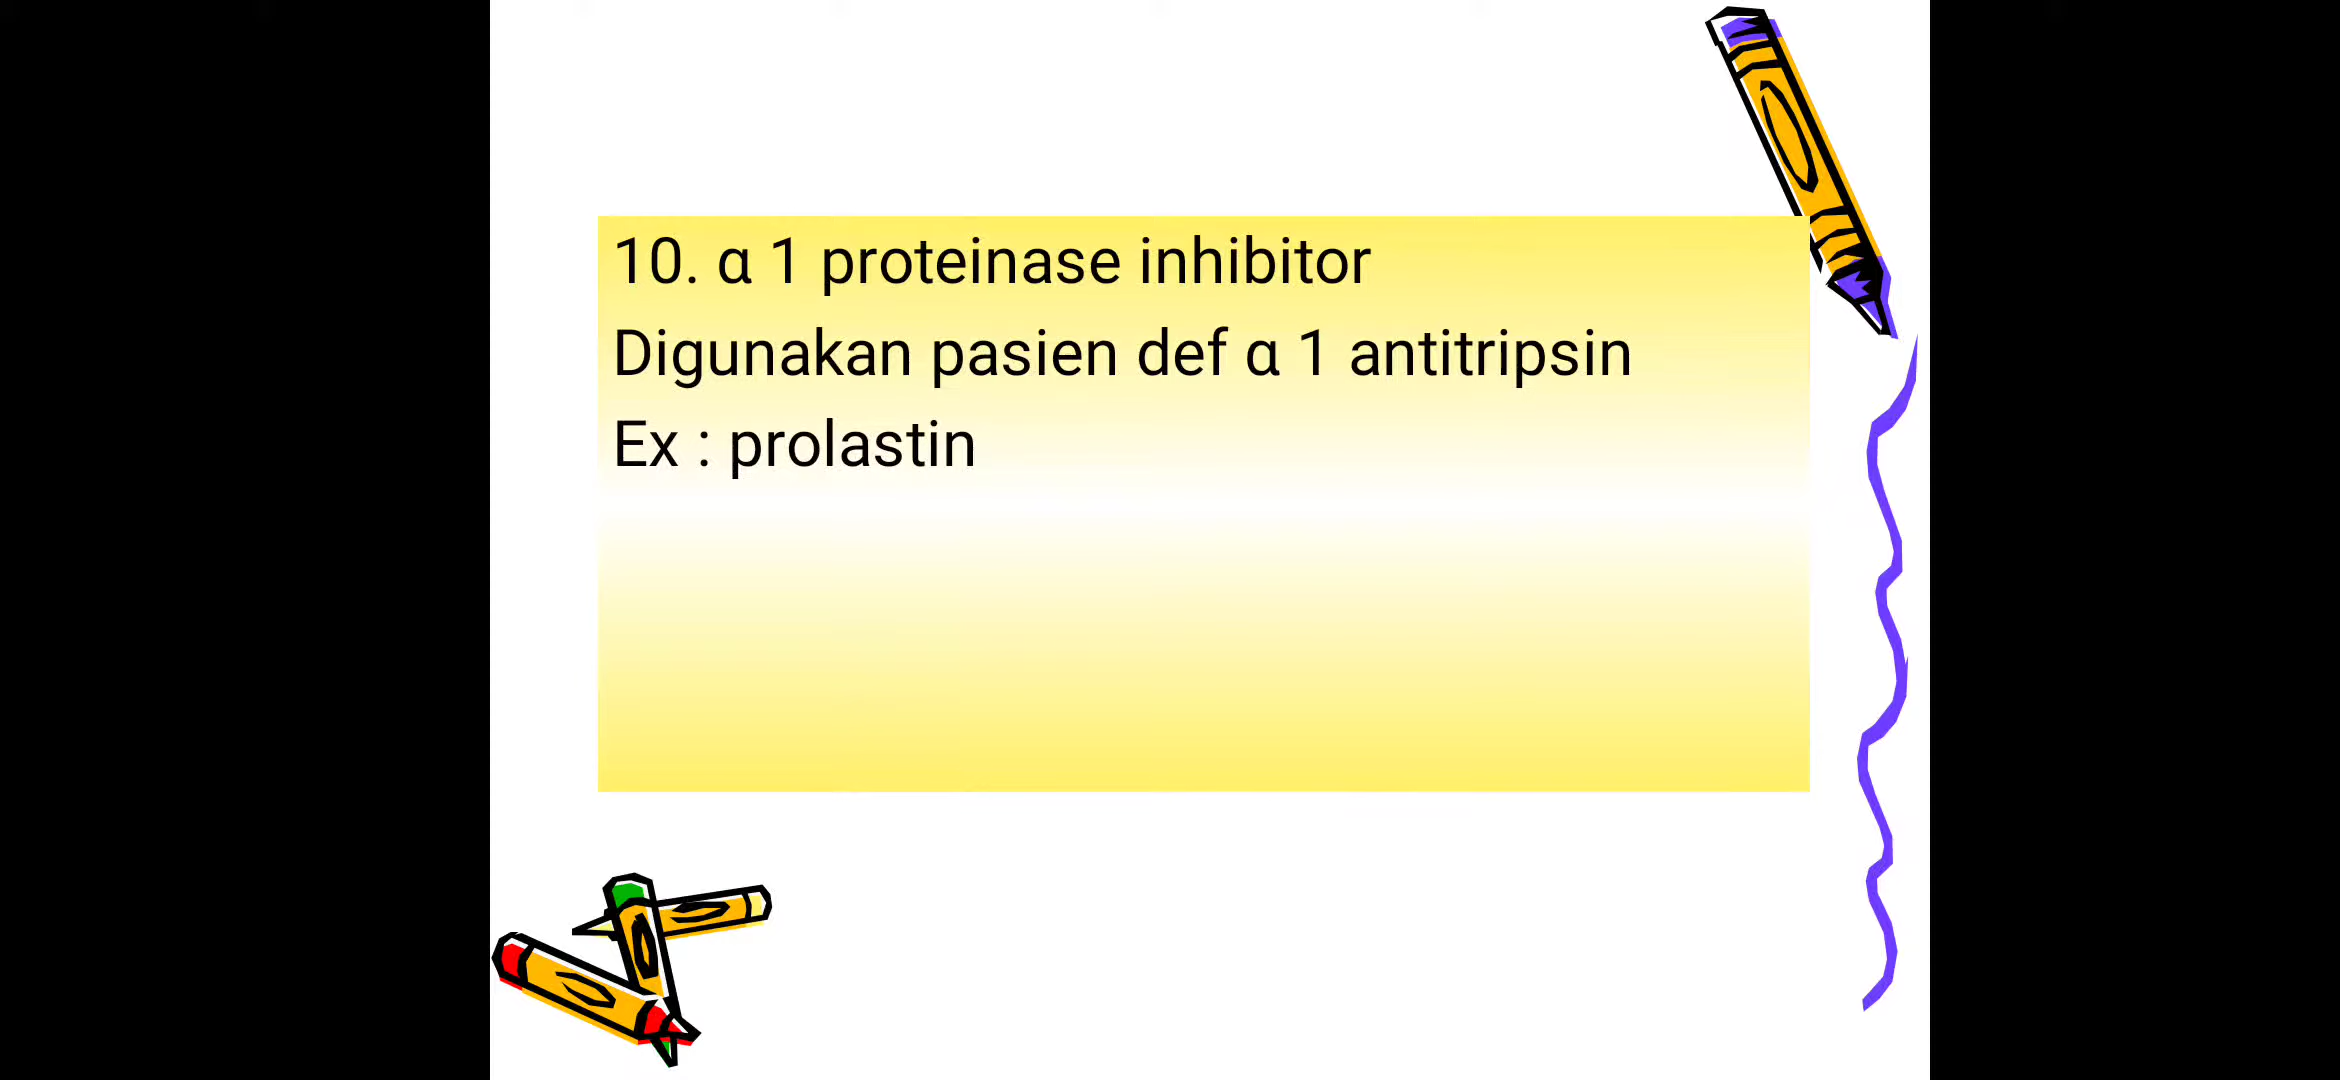 10. α 1 proteinase inhibitor
Digunakan pasien def α 1 antitripsin
Ex : prolastin